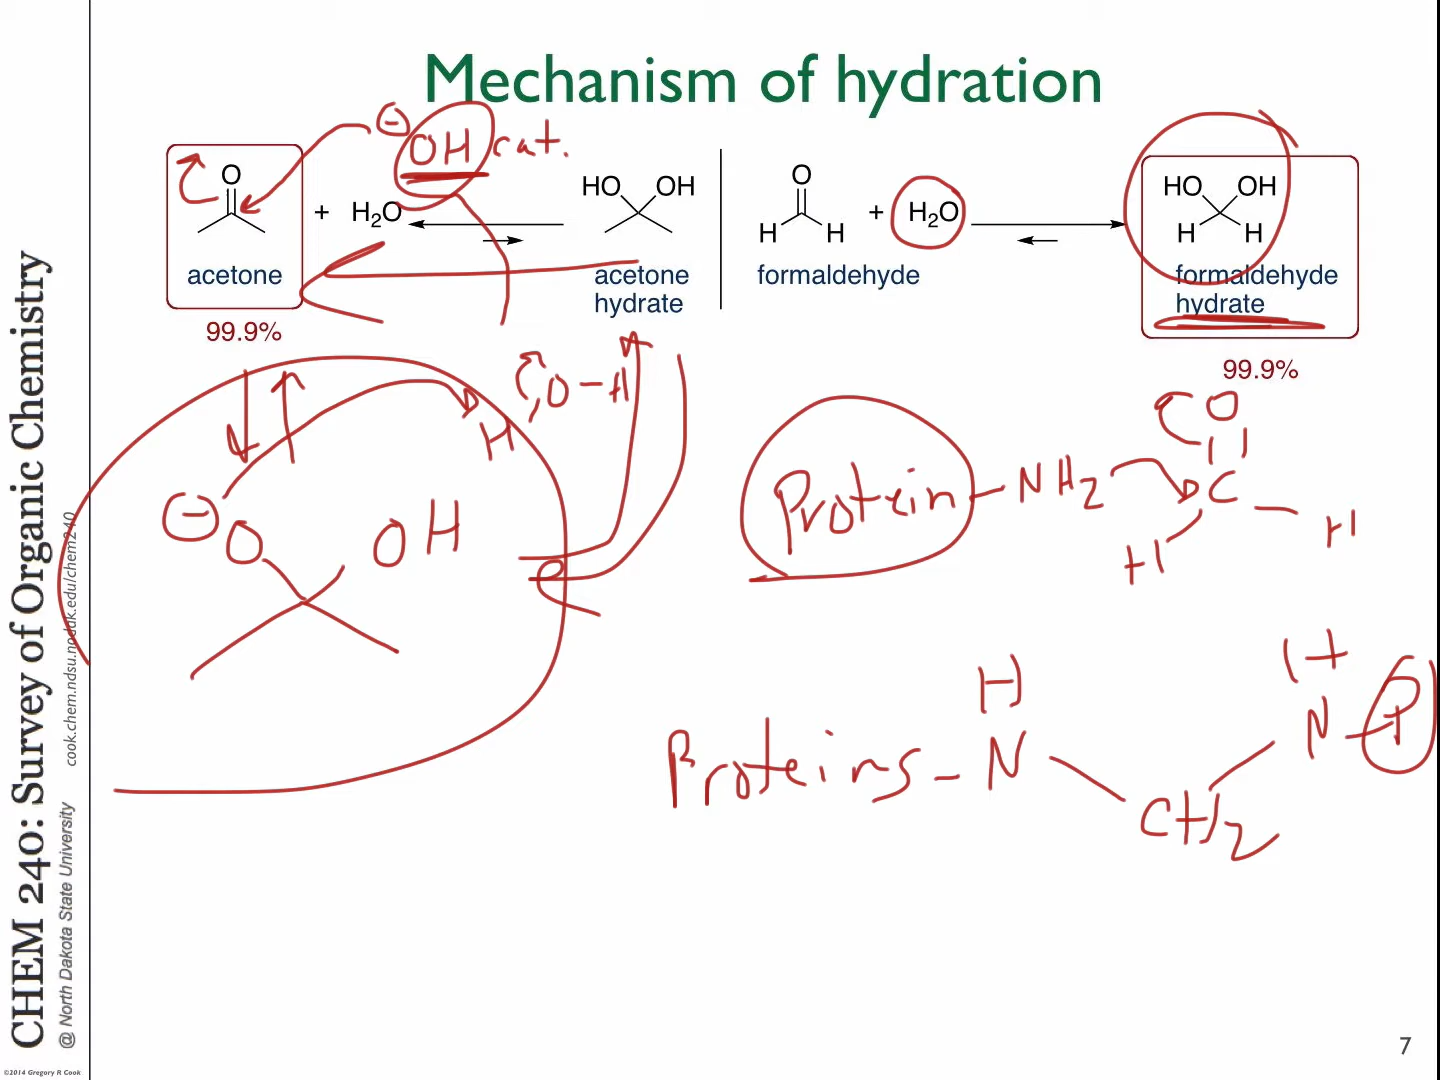 Mechanism of hydration
⊖
OH cat.
O
+ H2O
HO OH
O
H H
+ H2O
HO OH
H H
acetone
acetone
hydrate
formaldehyde
formaldehyde
hydrate
99.9%
99.9%
H O–H
⊖
O OH
Protein–NH2
O
C
H H
Proteins–N
H
CH2
H
N–P
CHEM 240: Survey of Organic Chemistry
cook.chem.ndsu.nodak.edu/chem240
@ North Dakota State University
©2014 Gregory R Cook
7